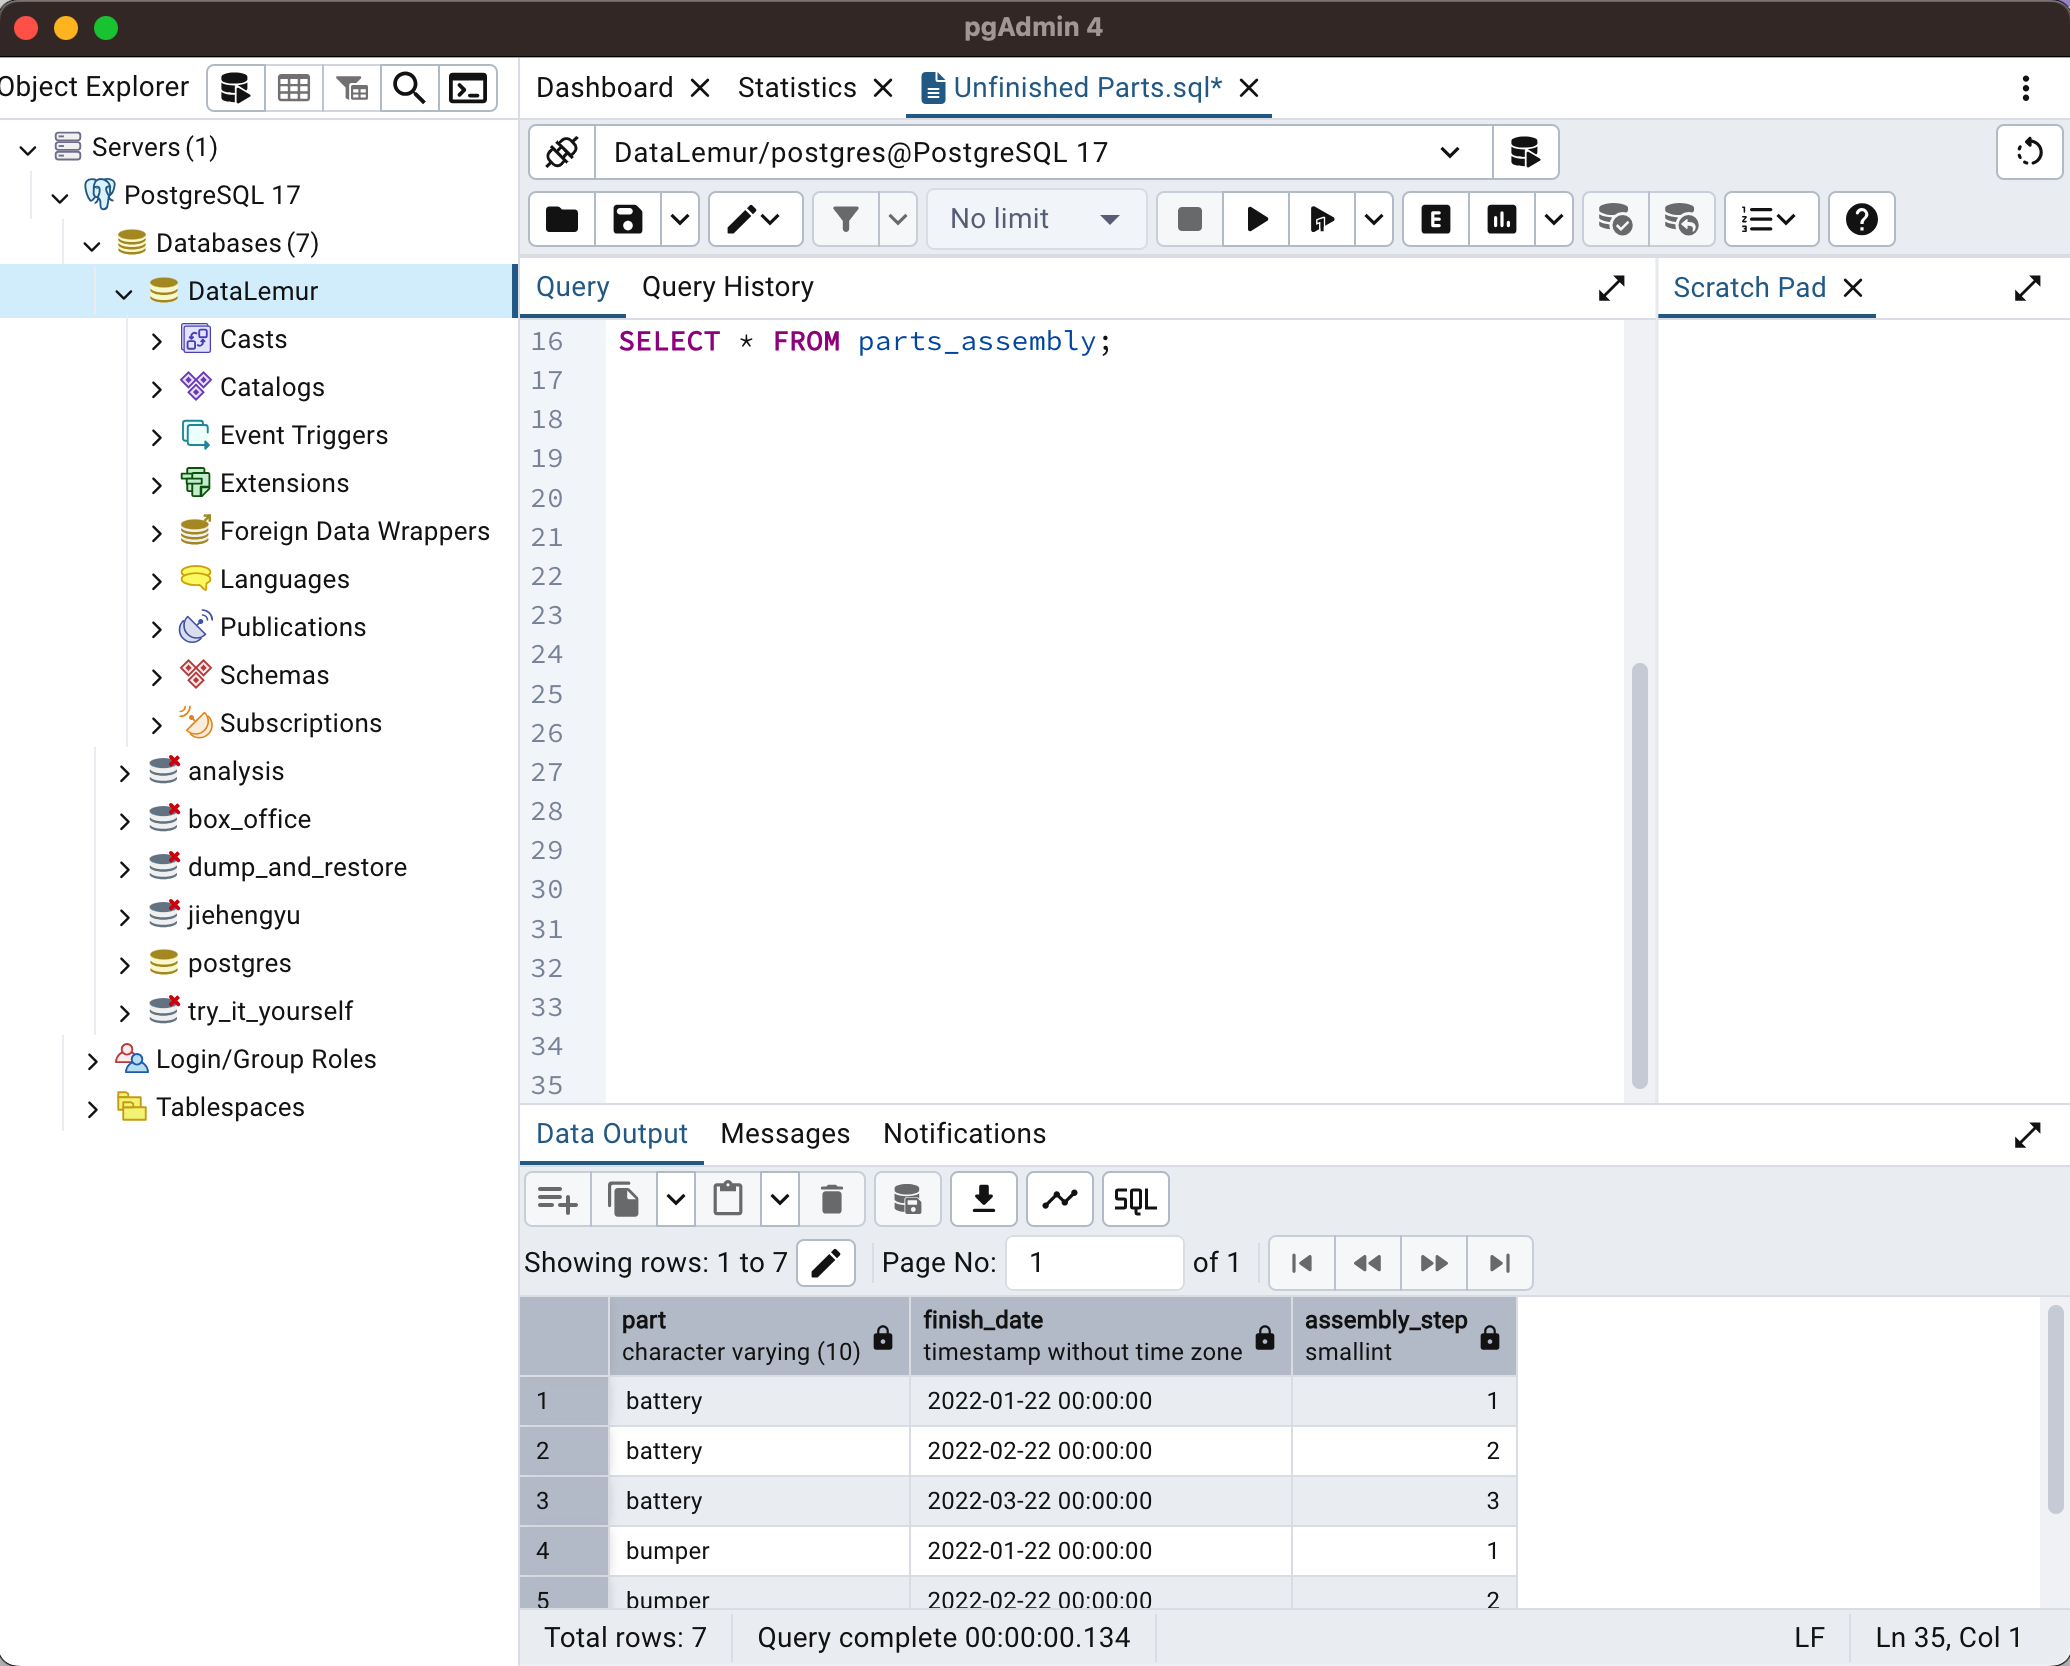 pgAdmin 4
Object Explorer
Servers (1)
PostgreSQL 17
Databases (7)
DataLemur
Casts
Catalogs
Event Triggers
Extensions
Foreign Data Wrappers
Languages
Publications
Schemas
Subscriptions
analysis
box_office
dump_and_restore
jiehengyu
postgres
try_it_yourself
Login/Group Roles
Tablespaces
Dashboard Statistics Unfinished Parts.sql*
DataLemur/postgres@PostgreSQL 17
No limit E
Query Query History Scratch Pad
16 SELECT * FROM parts_assembly;
17
18
19
20
21
22
23
24
25
26
27
28
29
30
31
32
33
34
35
Data Output Messages Notifications
SQL
Showing rows: 1 to 7 Page No: 1 of 1
part finish_date assembly_step
character varying (10) timestamp without time zone smallint
1 battery 2022-01-22 00:00:00 1
2 battery 2022-02-22 00:00:00 2
3 battery 2022-03-22 00:00:00 3
4 bumper 2022-01-22 00:00:00 1
5 bumper 2022-02-22 00:00:00 2
Total rows: 7 Query complete 00:00:00.134 LF Ln 35, Col 1